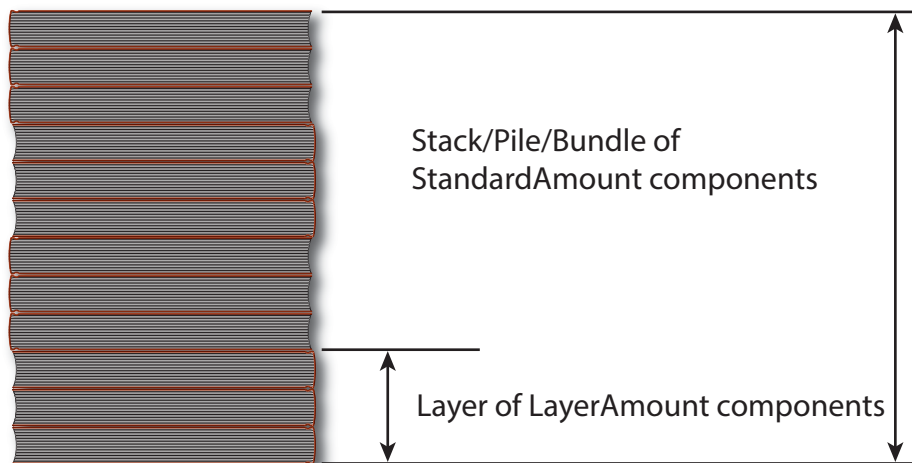 Stack/Pile/Bundle of
StandardAmount components
Layer of LayerAmount components